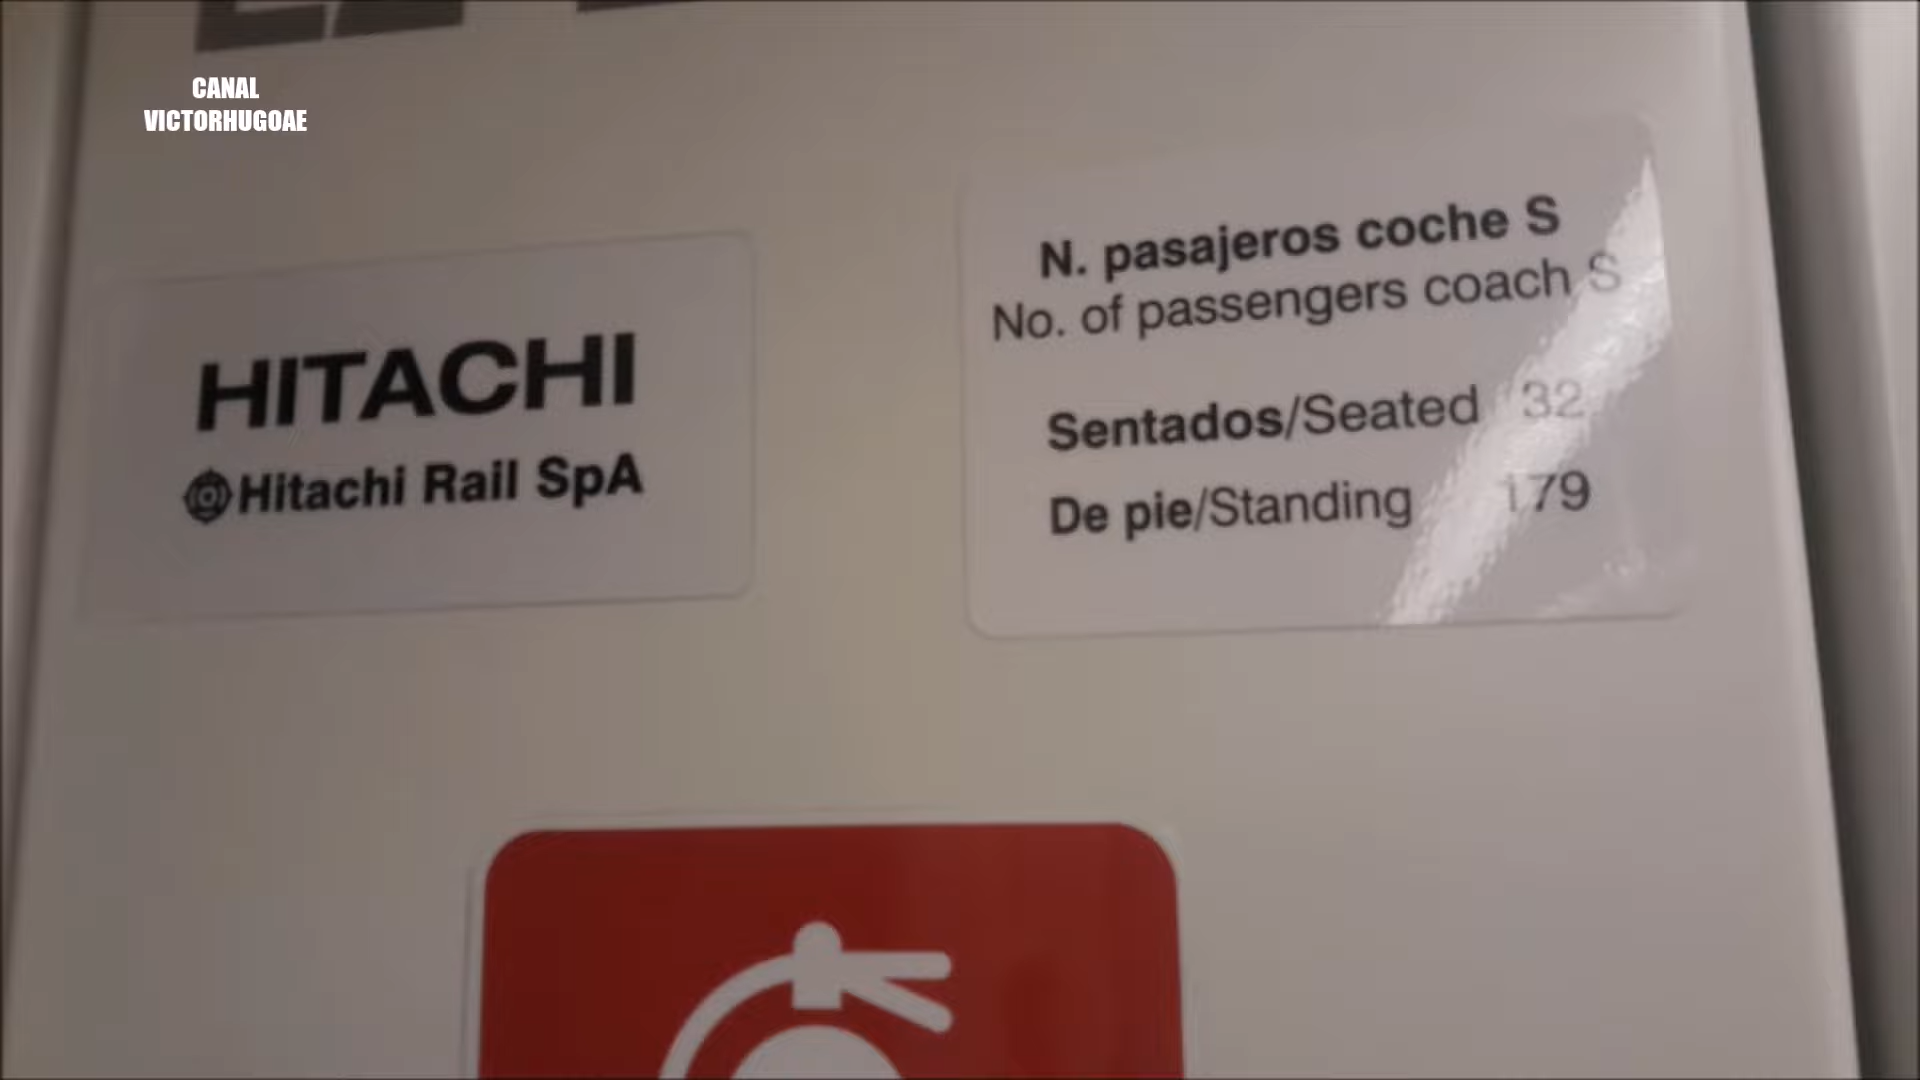 CANAL
VICTORHUGOAE
HITACHI
Hitachi Rail SpA
N. pasajeros coche S
No. of passengers coach S
Sentados/Seated 32
De pie/Standing 179